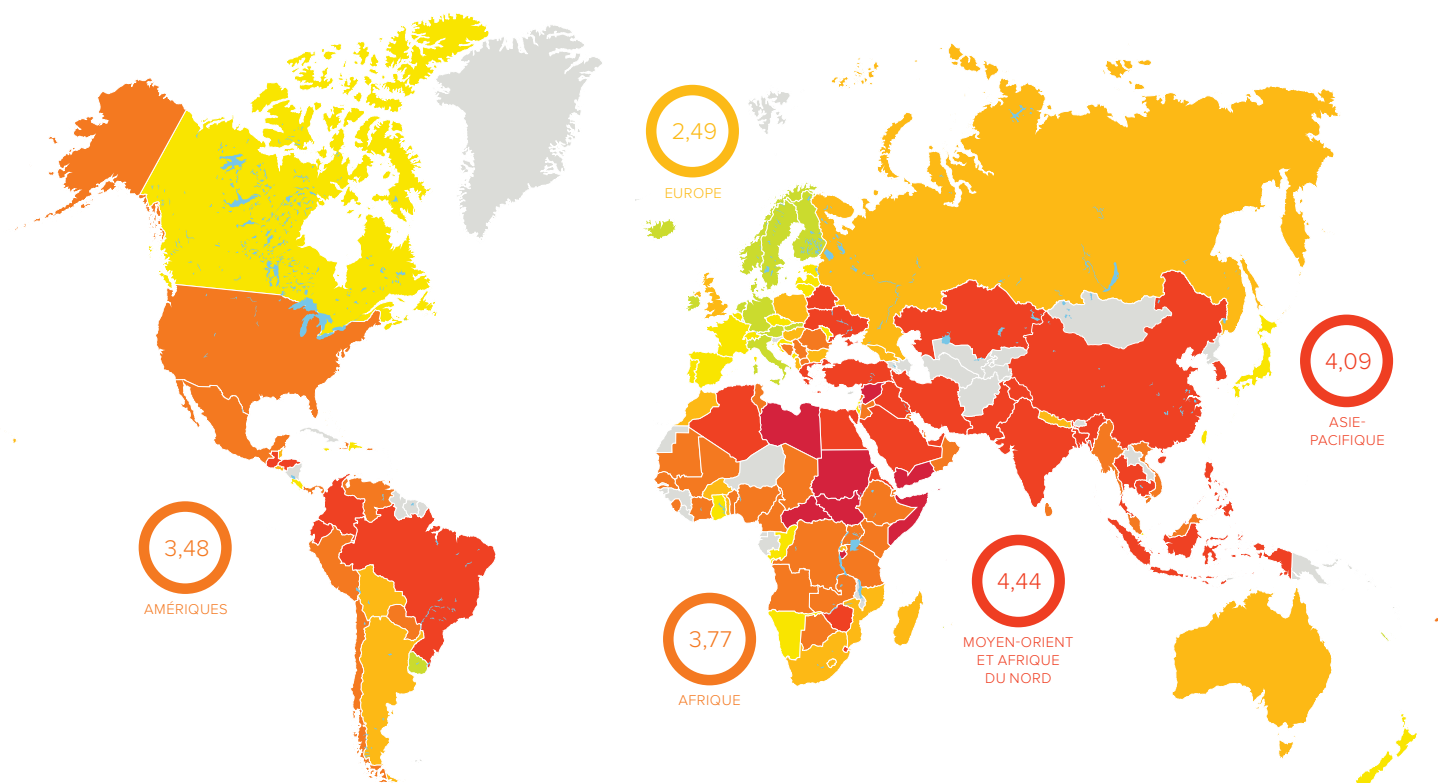 2,49
EUROPE
4,09
ASIE-
PACIFIQUE
3,48
AMÉRIQUES
4,44
MOYEN-ORIENT
ET AFRIQUE
DU NORD
3,77
AFRIQUE